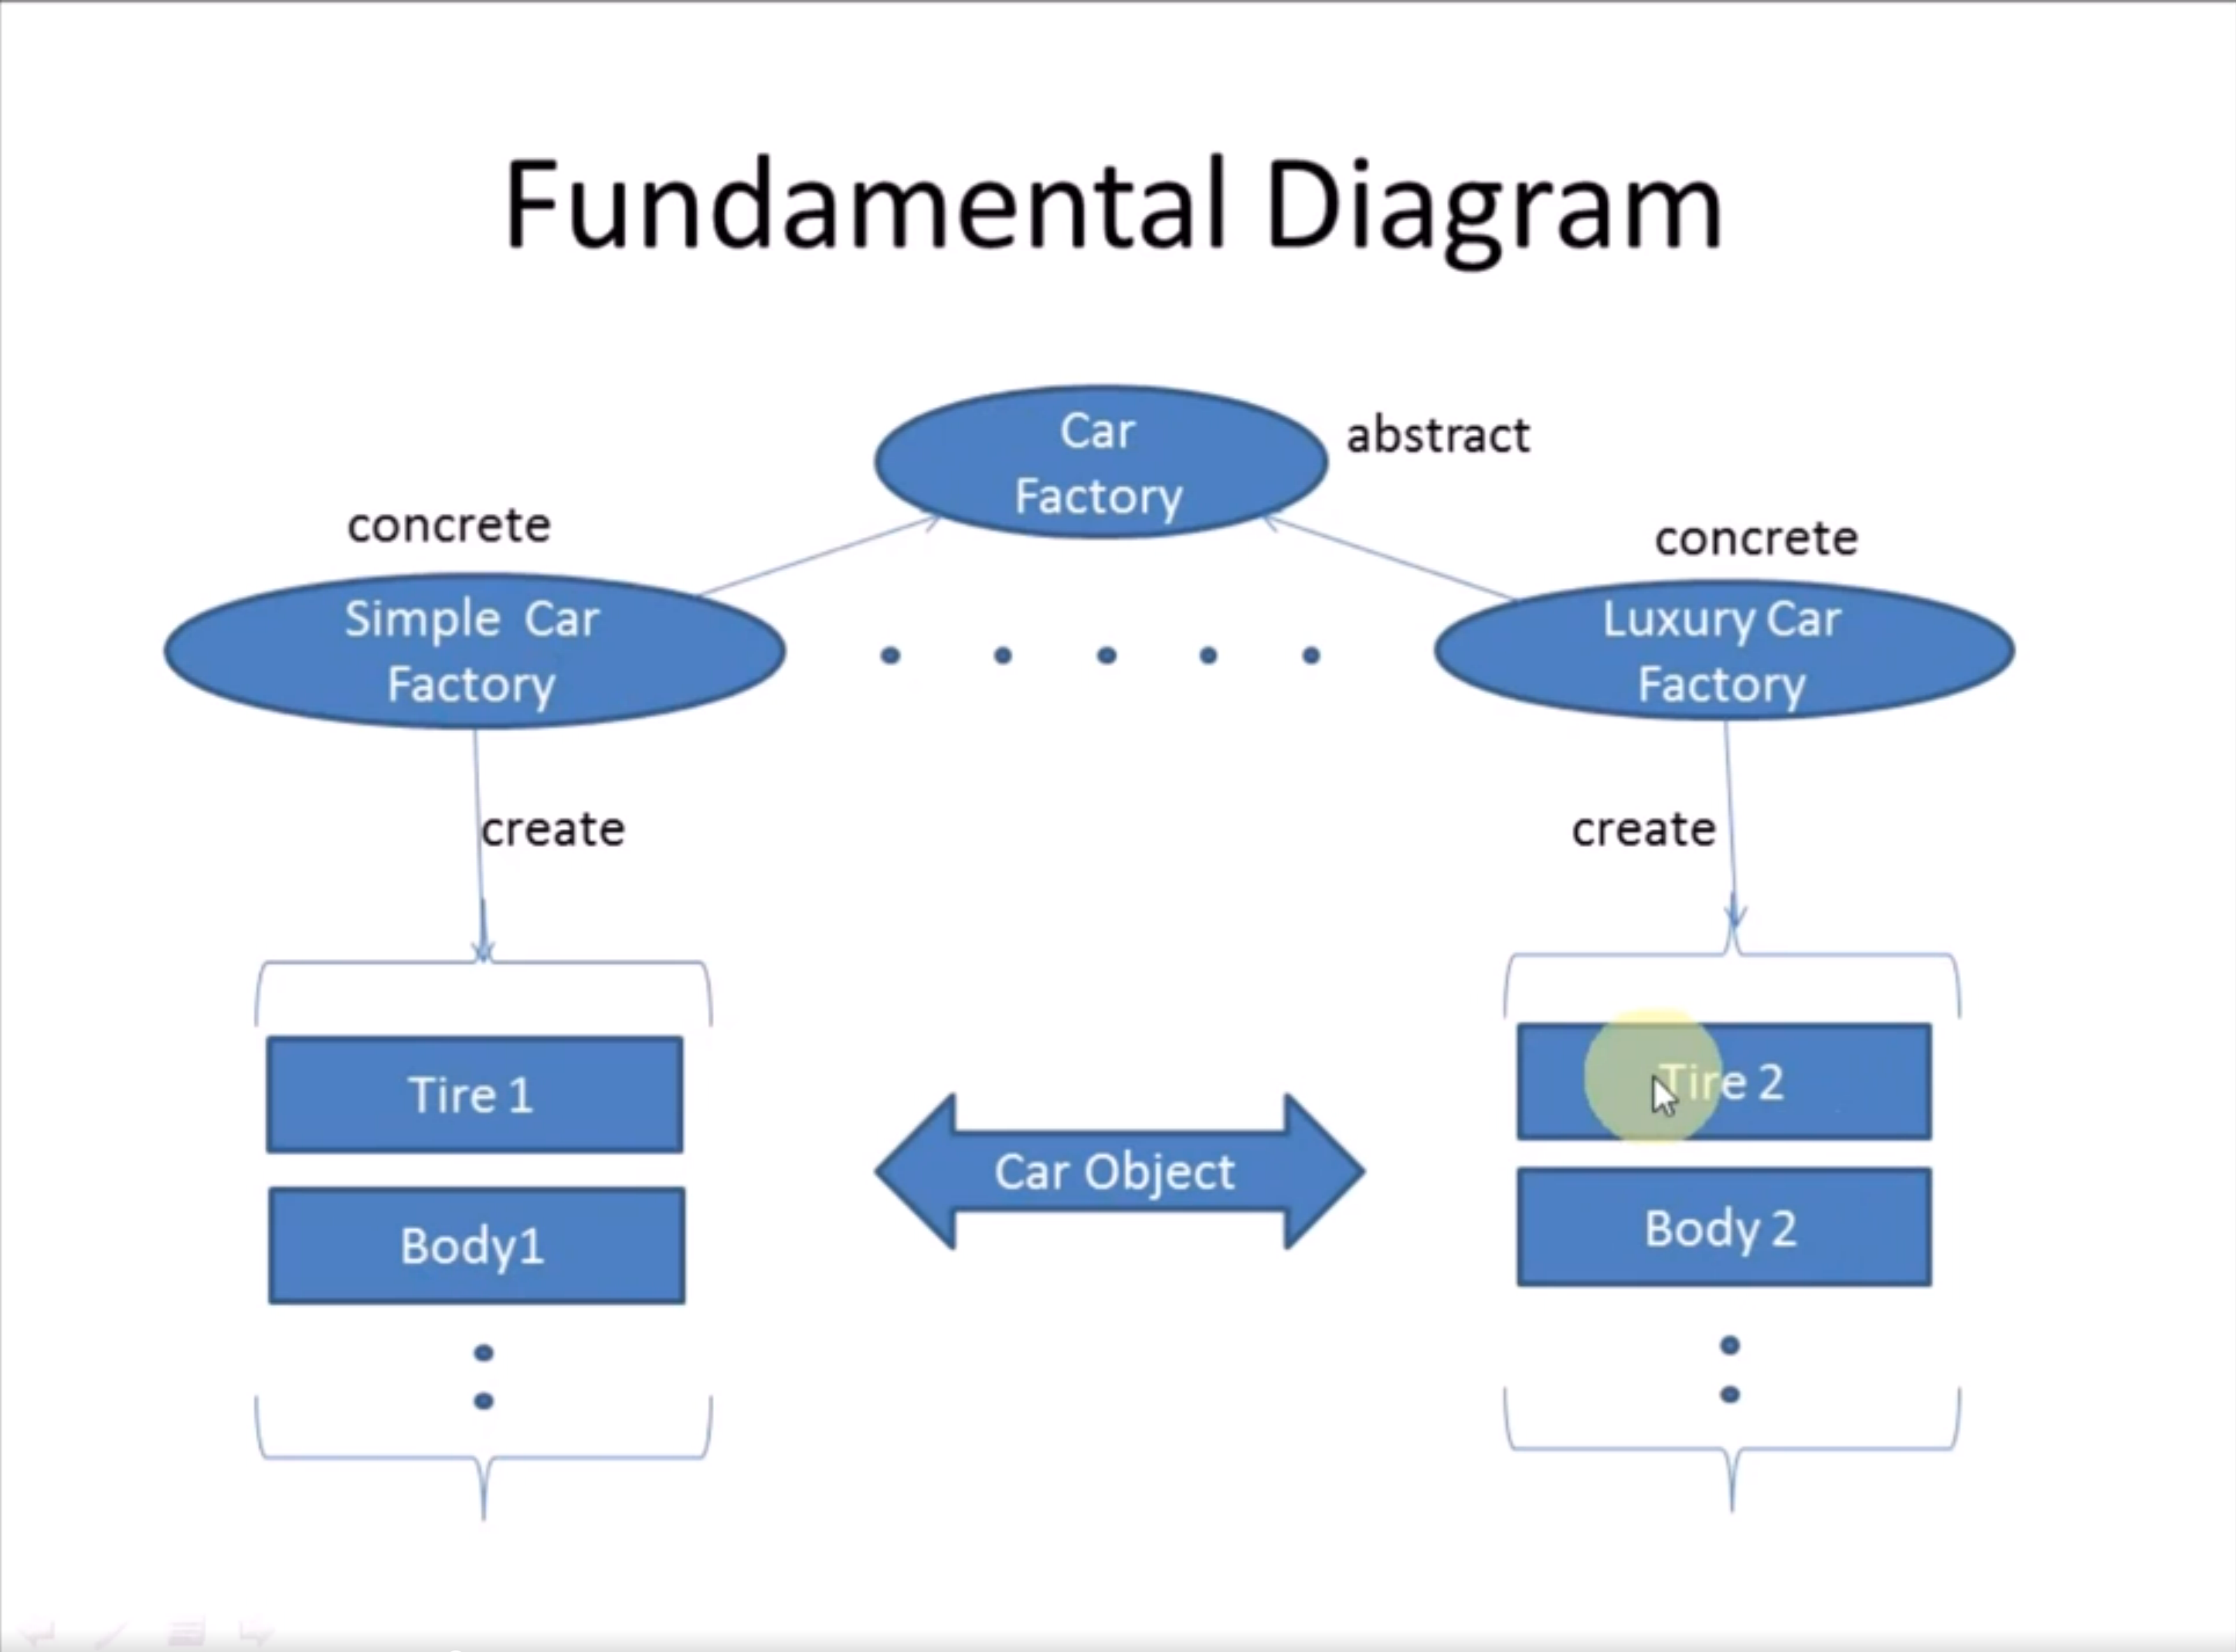 Fundamental Diagram
Car
Factory
abstract
concrete
concrete
Simple Car
Factory
Luxury Car
Factory
create
create
Tire 1
Tire 2
Car Object
Body1
Body 2